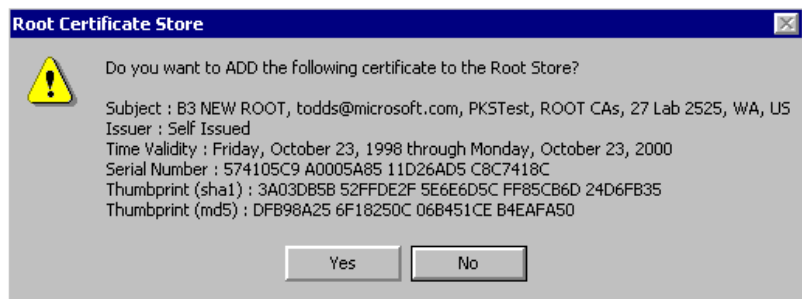 Root Certificate Store
Do you want to ADD the following certificate to the Root Store?
Subject : B3 NEW ROOT, todds@microsoft.com, PKSTest, ROOT CAs, 27 Lab 2525, WA, US
Issuer : Self Issued
Time Validity : Friday, October 23, 1998 through Monday, October 23, 2000
Serial Number : 574105C9 A0005A85 11D26AD5 C8C7418C
Thumbprint (sha1) : 3A03DB5B 52FFDE2F 5E6E6D5C FF85CB6D 24D6FB35
Thumbprint (md5) : DFB98A25 6F18250C 06B451CE B4EAFA50
Yes No